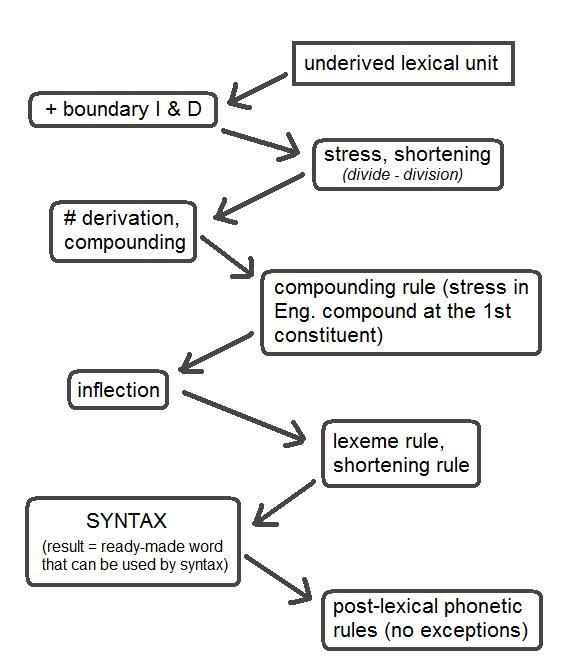 underived lexical unit
+ boundary I & D
stress, shortening
(divide - division)
# derivation,
compounding
compounding rule (stress in
Eng. compound at the 1st
constituent)
inflection
lexeme rule,
shortening rule
SYNTAX
(result = ready-made word
that can be used by syntax)
post-lexical phonetic
rules (no exceptions)